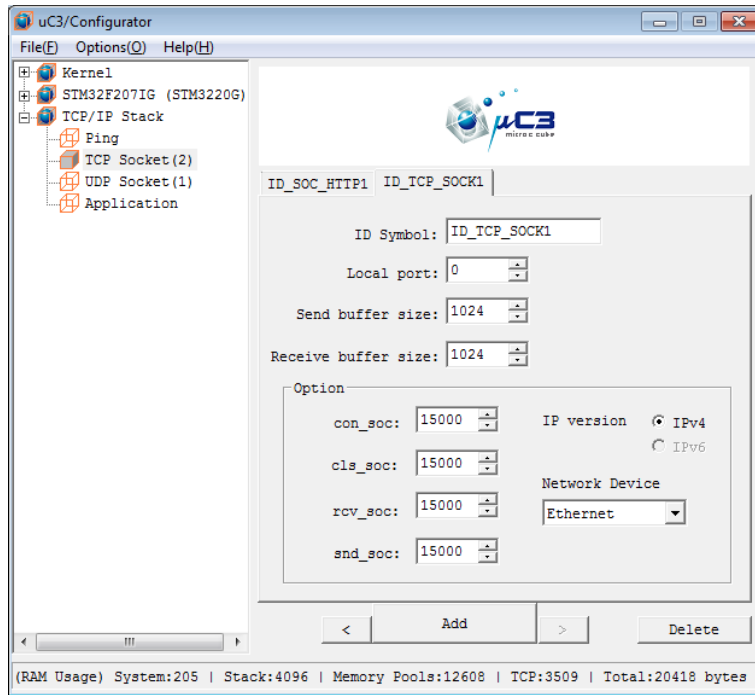 uC3/Configurator
File(F) Options(O) Help(H)
Kernel
STM32F207IG (STM3220G)
TCP/IP Stack
Ping
TCP Socket(2)
UDP Socket(1)
Application
µC3
micro cube
ID_SOC_HTTP1 ID_TCP_SOCK1
ID Symbol: ID_TCP_SOCK1
Local port: 0
Send buffer size: 1024
Receive buffer size: 1024
Option
con_soc: 15000 IP version IPv4
IPv6
cls_soc: 15000
Network Device
rcv_soc: 15000 Ethernet
snd_soc: 15000
< Add > Delete
(RAM Usage) System:205 | Stack:4096 | Memory Pools:12608 | TCP:3509 | Total:20418 bytes